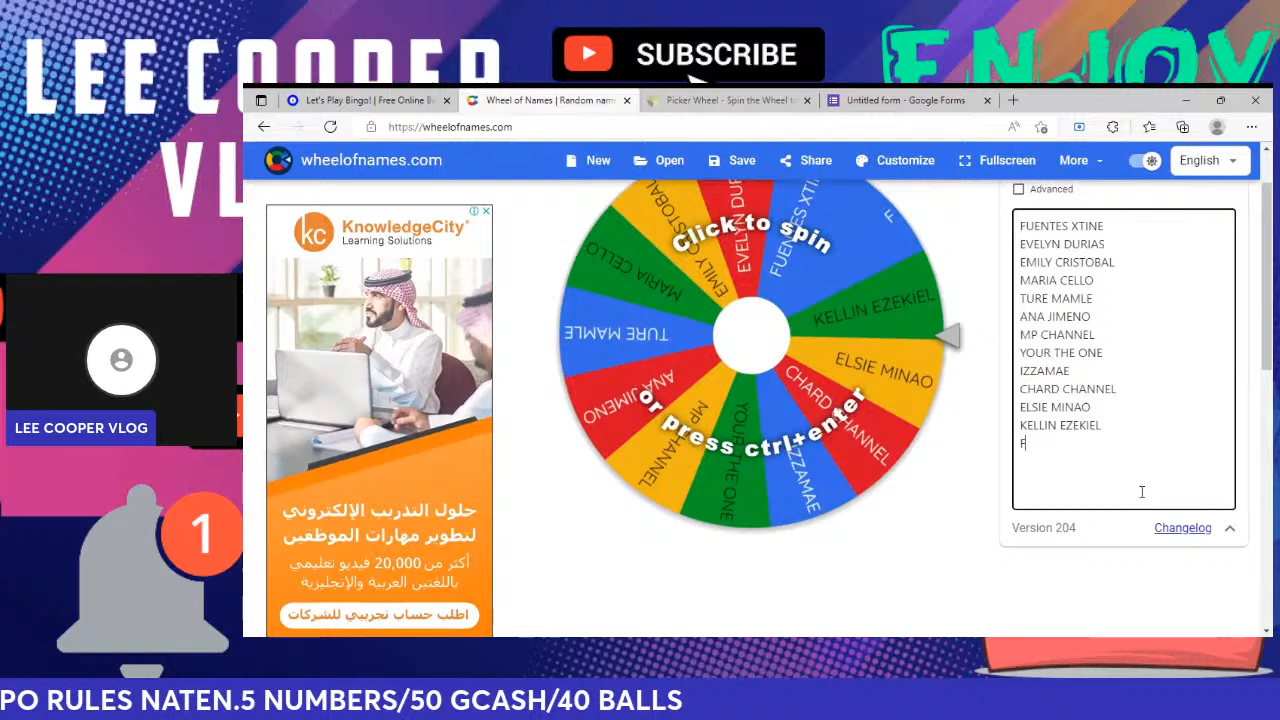 LEE COOPER
VL
SUBSCRIBE
ENJOY
Let's Play Bingo! | Free Online B
Wheel of Names | Random nam
Picker Wheel - Spin the Wheel to
Untitled form - Google Forms
https://wheelofnames.com
wheelofnames.com
New
Open
Save
Share
Customize
Fullscreen
More
English
Advanced
KnowledgeCity
Learning Solutions
kc
حلول التدريب الإلكتروني
لتطوير مهارات الموظفين
أكثر من 20,000 فيديو تعليمي
باللغتين العربية والإنجليزية
اطلب حساب تجريبي للشركات
Click to spin
or press ctrl+enter
FUENTES XTINE
F
KELLIN EZEKIEL
ELSIE MINAO
CHARD CHANNEL
IZZAMAE
YOUR THE ONE
MP CHANNEL
ANA JIMENO
TURE MAMLE
MARIA CELLO
EMILY CRISTOBAL
EVELYN DUR
FUENTES XTINE
EVELYN DURIAS
EMILY CRISTOBAL
MARIA CELLO
TURE MAMLE
ANA JIMENO
MP CHANNEL
YOUR THE ONE
IZZAMAE
CHARD CHANNEL
ELSIE MINAO
KELLIN EZEKIEL
F
Version 204
Changelog
LEE COOPER VLOG
1
PO RULES NATEN.5 NUMBERS/50 GCASH/40 BALLS